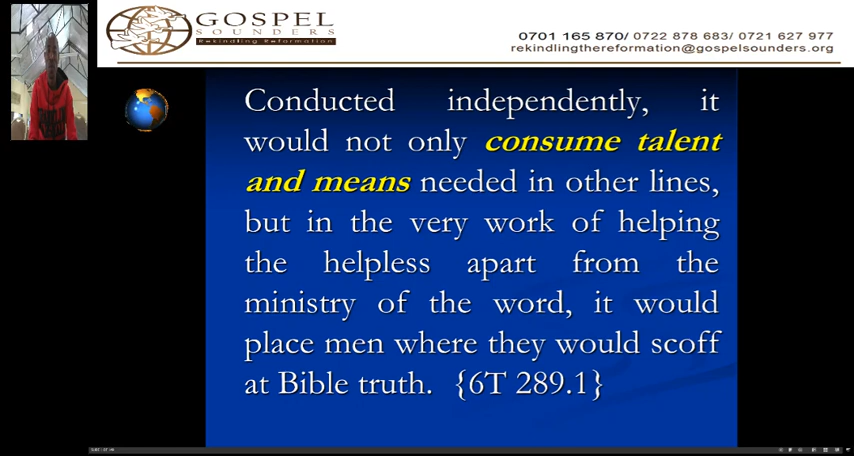 GOSPEL
SOUNDERS
Rekindling Reformation
0701 165 870/ 0722 878 683/ 0721 627 977
rekindlingthereformation@gospelsounders.org
Conducted independently, it
would not only consume talent
and means needed in other lines,
but in the very work of helping
the helpless apart from the
ministry of the word, it would
place men where they would scoff
at Bible truth. {6T 289.1}